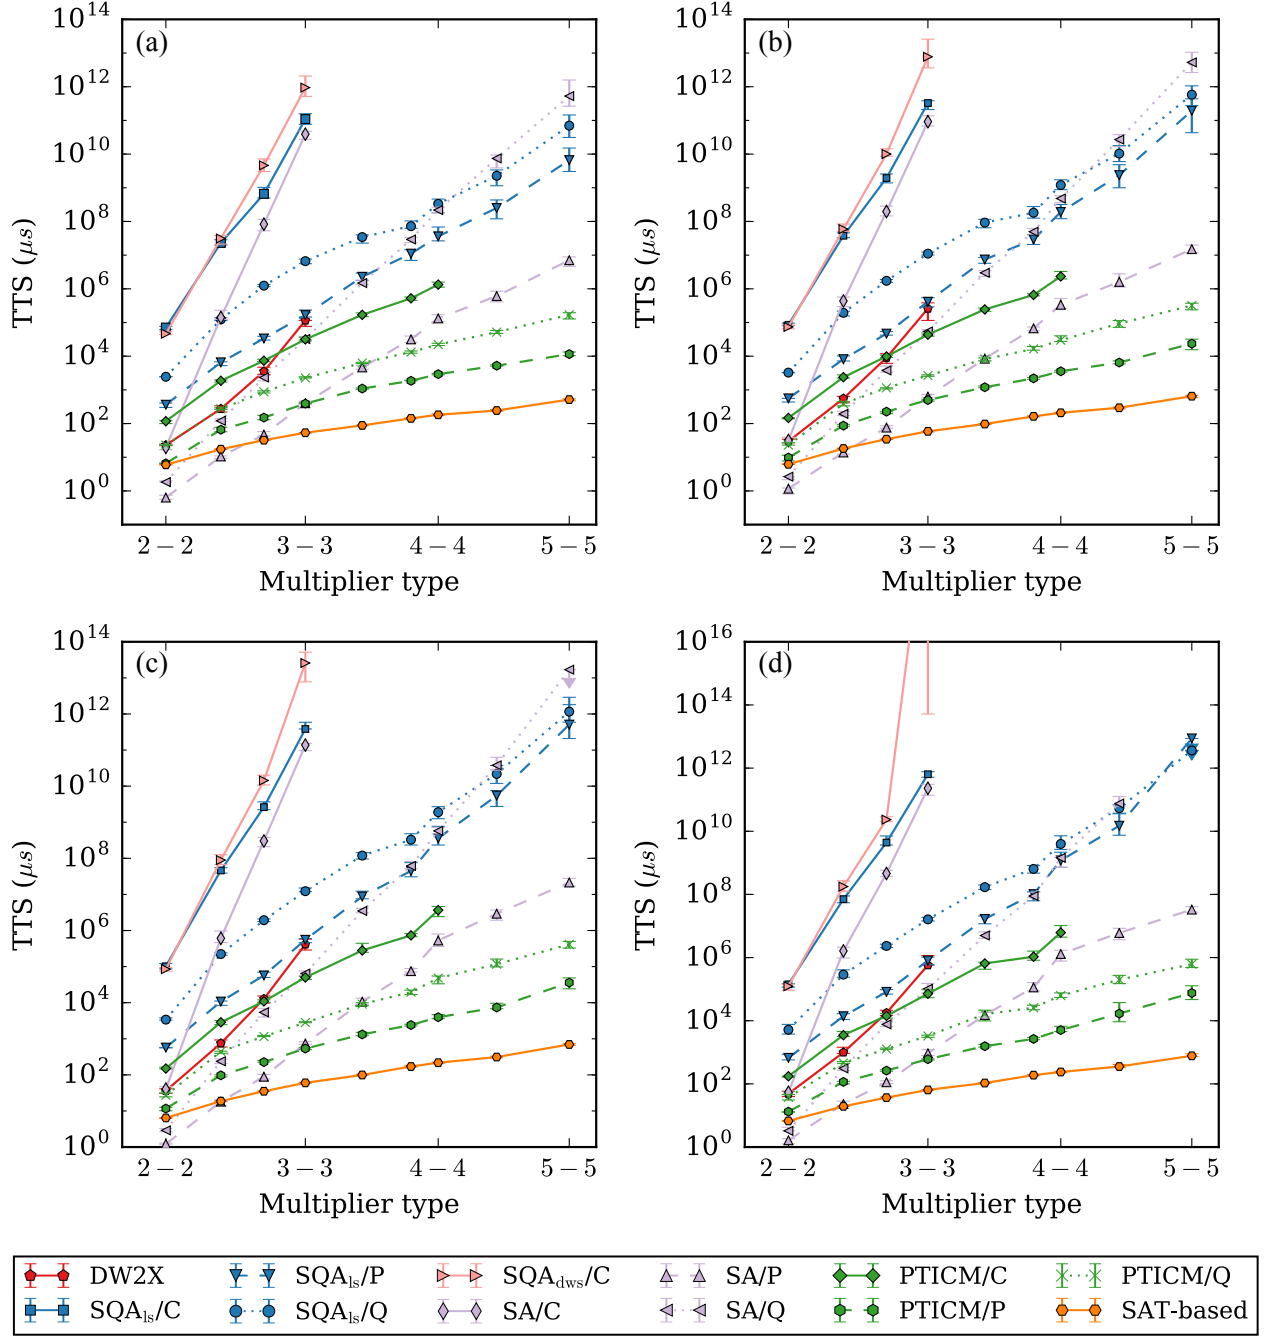 (a)
10^14
10^12
10^10
10^8
10^6
10^4
10^2
10^0
TTS (μs)
2 − 2
3 − 3
4 − 4
5 − 5
Multiplier type
(b)
10^14
10^12
10^10
10^8
10^6
10^4
10^2
10^0
TTS (μs)
2 − 2
3 − 3
4 − 4
5 − 5
Multiplier type
(c)
10^14
10^12
10^10
10^8
10^6
10^4
10^2
10^0
TTS (μs)
2 − 2
3 − 3
4 − 4
5 − 5
Multiplier type
(d)
10^16
10^14
10^12
10^10
10^8
10^6
10^4
10^2
10^0
TTS (μs)
2 − 2
3 − 3
4 − 4
5 − 5
Multiplier type
DW2X
SQA_ls/C
SQA_ls/P
SQA_ls/Q
SQA_dws/C
SA/C
SA/P
SA/Q
PTICM/C
PTICM/P
PTICM/Q
SAT-based